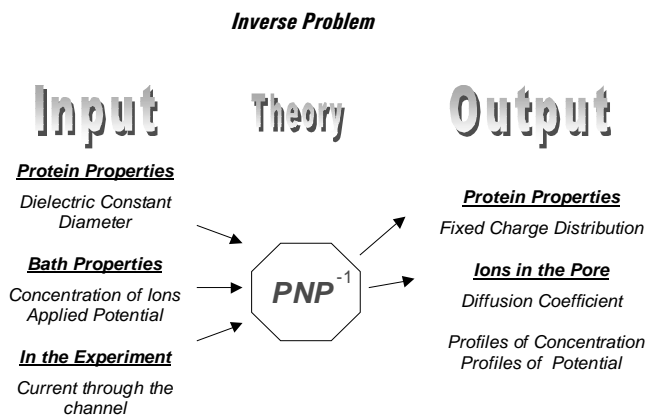 Inverse Problem
Input
Theory
Output
Protein Properties
Dielectric Constant
Diameter
Bath Properties
Concentration of Ions
Applied Potential
In the Experiment
Current through the
channel
PNP⁻¹
Protein Properties
Fixed Charge Distribution
Ions in the Pore
Diffusion Coefficient
Profiles of Concentration
Profiles of Potential